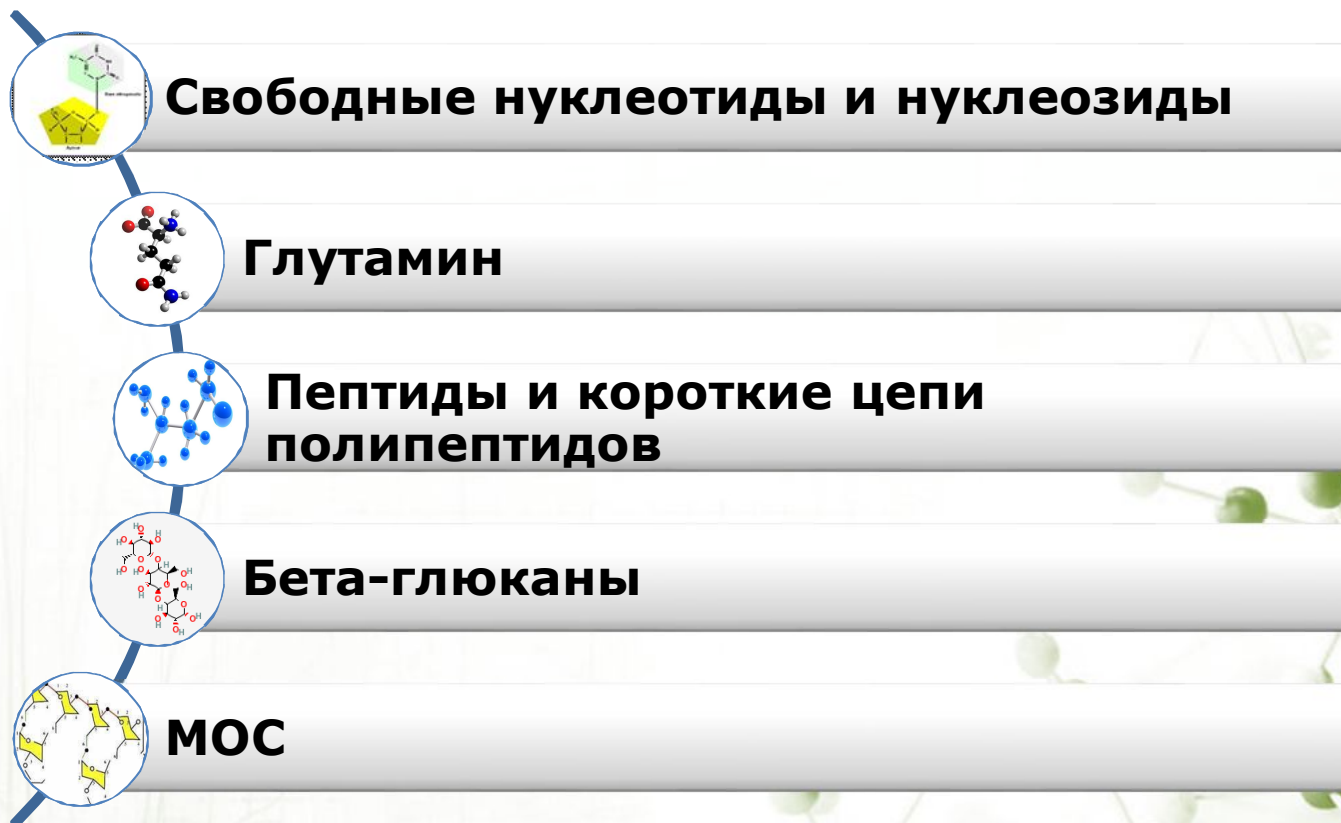 Свободные нуклеотиды и нуклеозиды
Глутамин
Пептиды и короткие цепи
полипептидов
Бета-глюканы
МОС